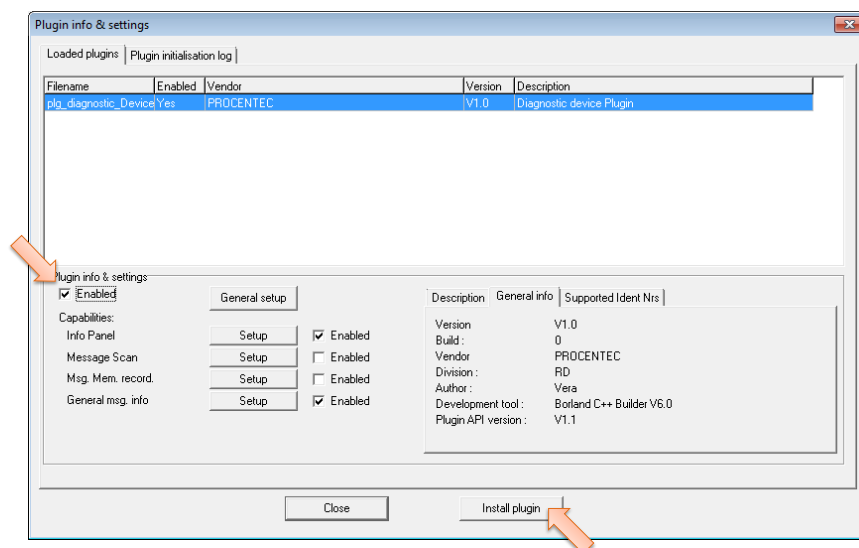 Plugin info & settings
Loaded plugins Plugin initialisation log
Filename Enabled Vendor Version Description
plg_diagnostic_Device Yes PROCENTEC V1.0 Diagnostic device Plugin
Plugin info & settings
Enabled General setup Description General info Supported Ident Nrs
Capabilities:
Info Panel Setup Enabled
Message Scan Setup Enabled
Msg. Mem. record. Setup Enabled
General msg. info Setup Enabled
Version V1.0
Build : 0
Vendor PROCENTEC
Division : RD
Author : Vera
Development tool : Borland C++ Builder V6.0
Plugin API version : V1.1
Close Install plugin